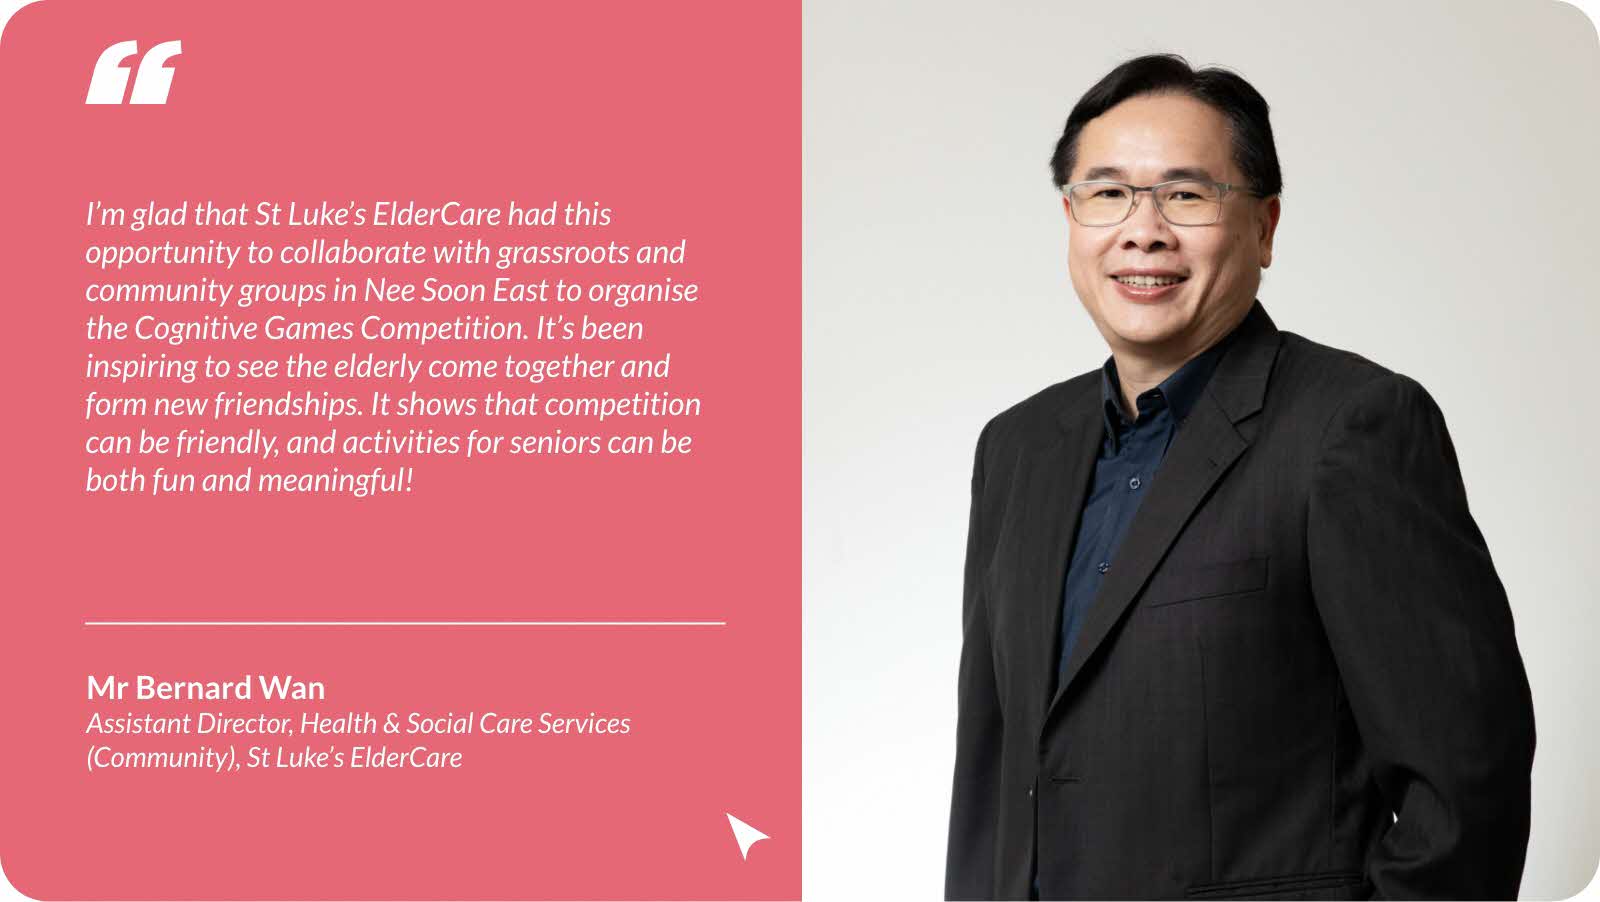 “
I’m glad that St Luke’s ElderCare had this
opportunity to collaborate with grassroots and
community groups in Nee Soon East to organise
the Cognitive Games Competition. It’s been
inspiring to see the elderly come together and
form new friendships. It shows that competition
can be friendly, and activities for seniors can be
both fun and meaningful!
Mr Bernard Wan
Assistant Director, Health & Social Care Services
(Community), St Luke’s ElderCare